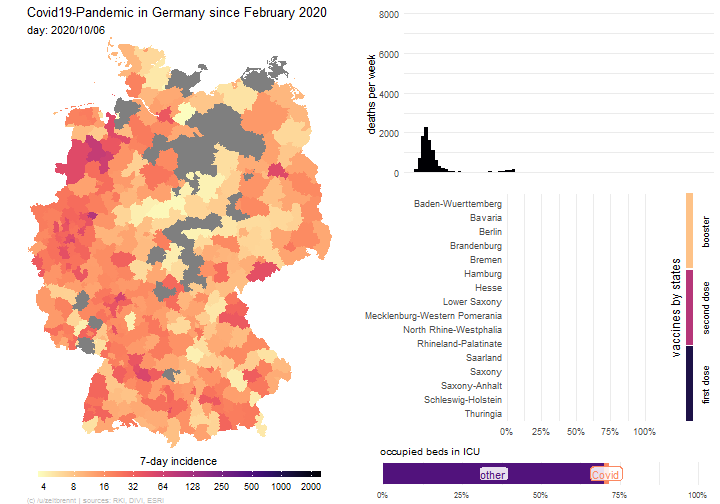 Covid19-Pandemic in Germany since February 2020
day: 2020/10/06
7-day incidence
4 8 16 32 64 125 250 500 1000 2000
(c) /u/zeitbrennt | sources: RKI, DIVI, ESRI
deaths per week
8000
6000
4000
2000
0
Baden-Wuerttemberg
Bavaria
Berlin
Brandenburg
Bremen
Hamburg
Hesse
Lower Saxony
Mecklenburg-Western Pomerania
North Rhine-Westphalia
Rhineland-Palatinate
Saarland
Saxony
Saxony-Anhalt
Schleswig-Holstein
Thuringia
0% 25% 50% 75% 100%
vaccines by states
booster
second dose
first dose
occupied beds in ICU
other Covid
0% 25% 50% 75% 100%